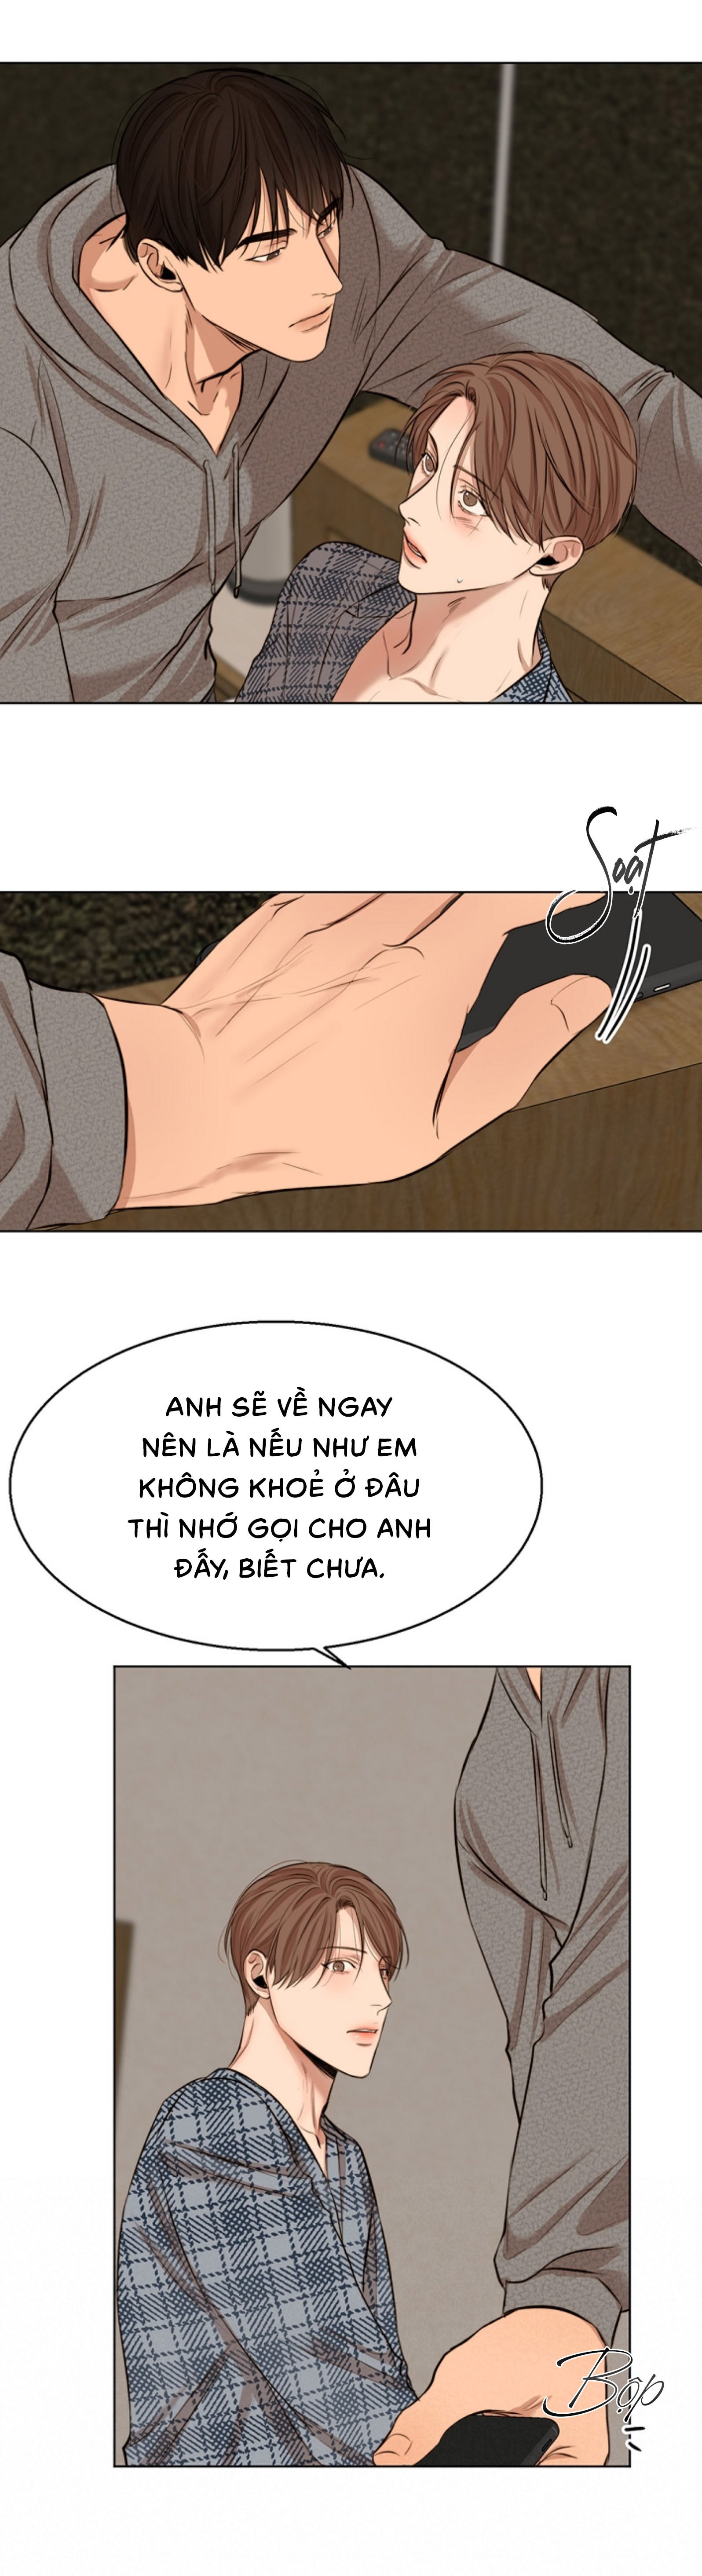 Soạt
ANH SẼ VỀ NGAY
NÊN LÀ NẾU NHƯ EM
KHÔNG KHOẺ Ở ĐÂU
THÌ NHỚ GỌI CHO ANH
ĐẤY, BIẾT CHƯA.
Bộp